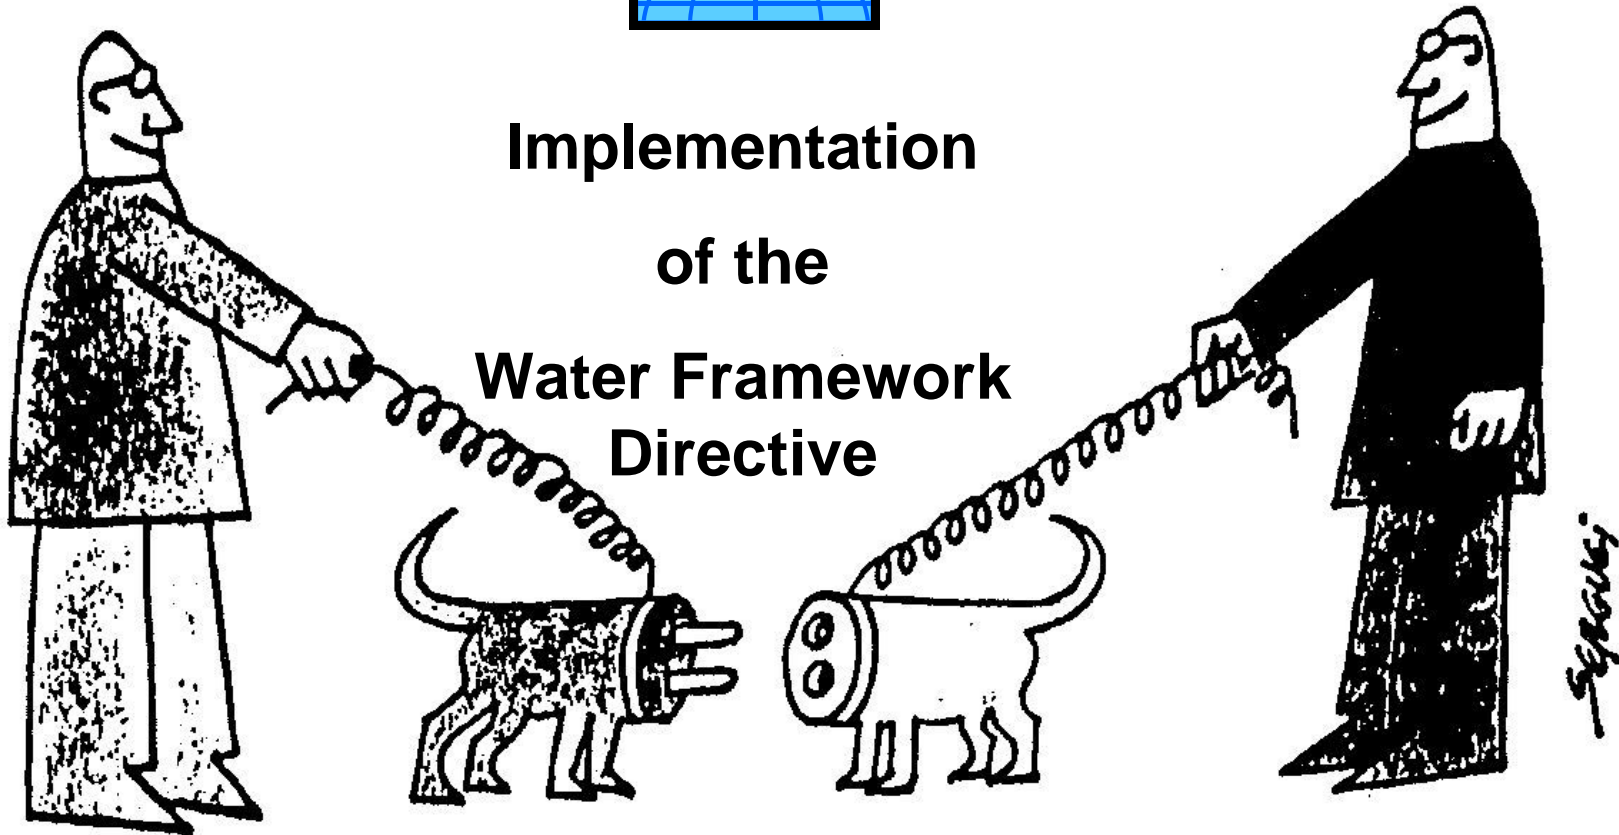 Implementation
of the
Water Framework
Directive